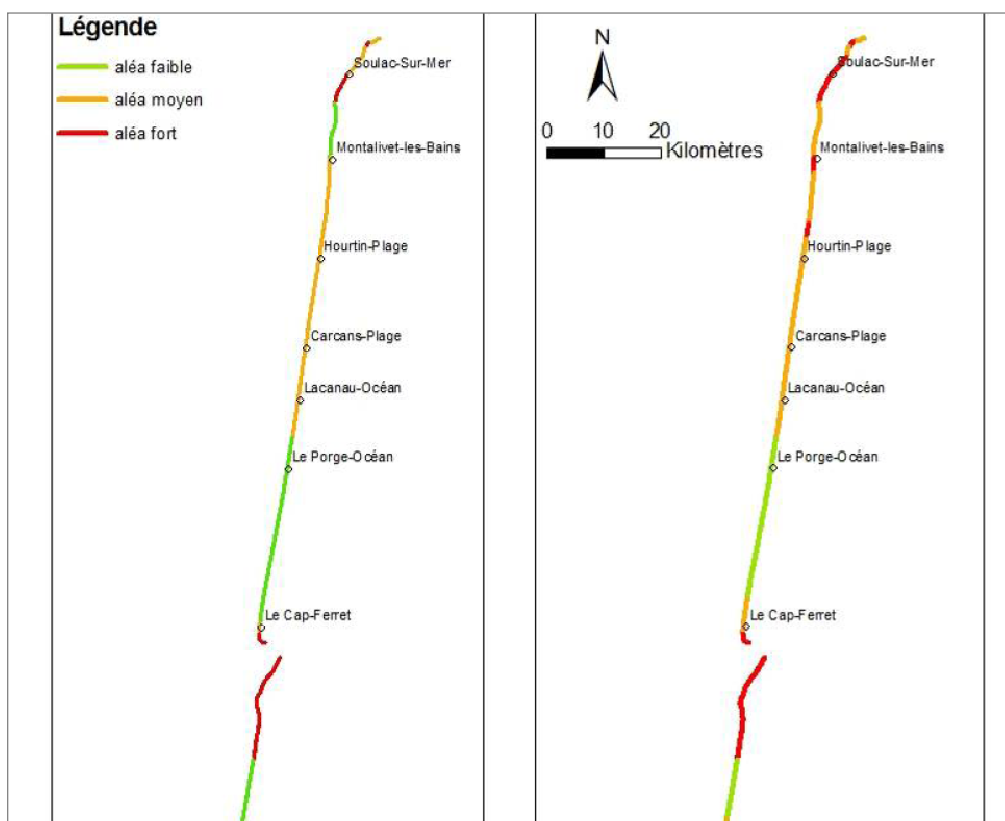 Légende
aléa faible
aléa moyen
aléa fort
Soulac-Sur-Mer
Montalivet-les-Bains
Hourtin-Plage
Carcans-Plage
Lacanau-Océan
Le Porge-Océan
Le Cap-Ferret
N
0 10 20
Kilomètres
Soulac-Sur-Mer
Montalivet-les-Bains
Hourtin-Plage
Carcans-Plage
Lacanau-Océan
Le Porge-Océan
Le Cap-Ferret